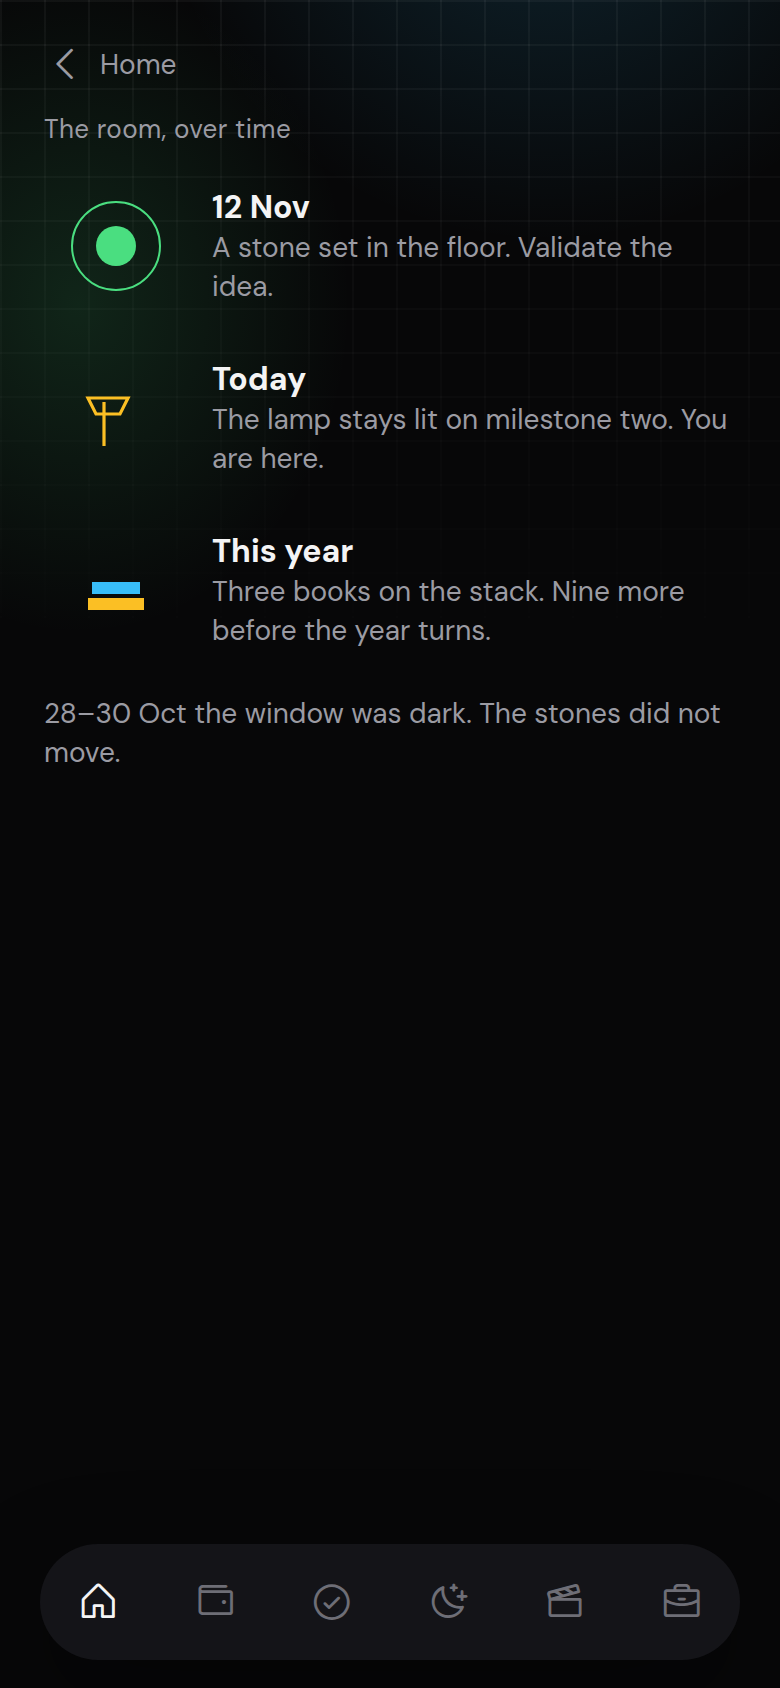 Home
The room, over time
12 Nov
A stone set in the floor. Validate the
idea.
Today
The lamp stays lit on milestone two. You
are here.
This year
Three books on the stack. Nine more
before the year turns.
28–30 Oct the window was dark. The stones did not
move.